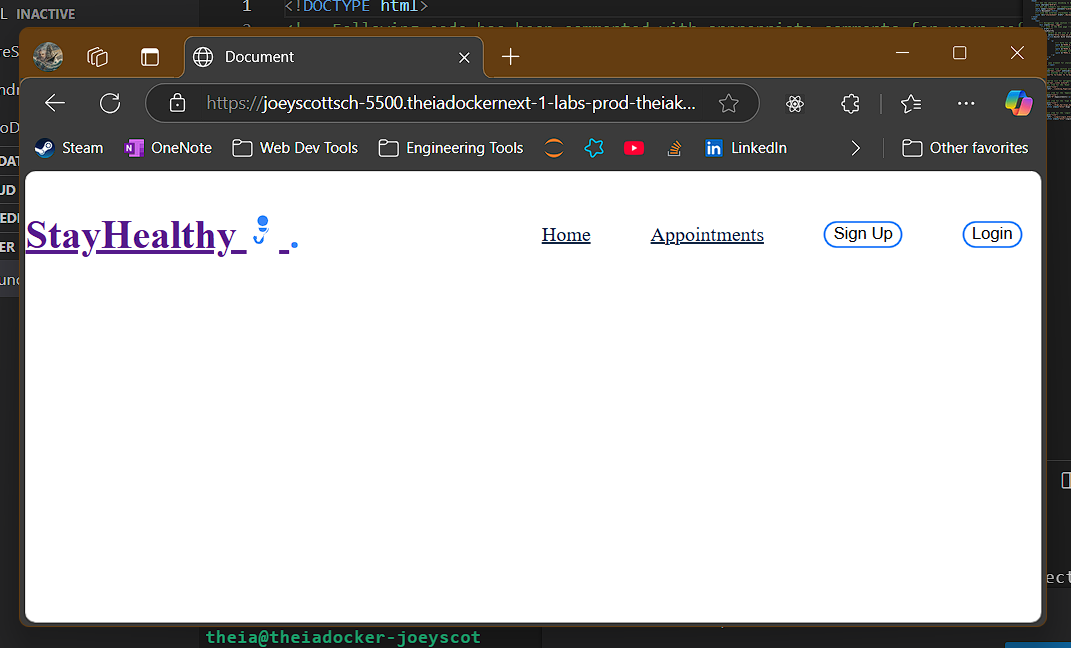 INACTIVE
1 <!DOCTYPE html>
Document
https://joeyscottsch-5500.theiadockernext-1-labs-prod-theiak...
Steam OneNote Web Dev Tools Engineering Tools LinkedIn Other favorites
StayHealthy Home Appointments Sign Up Login
theia@theiadocker-joeyscot